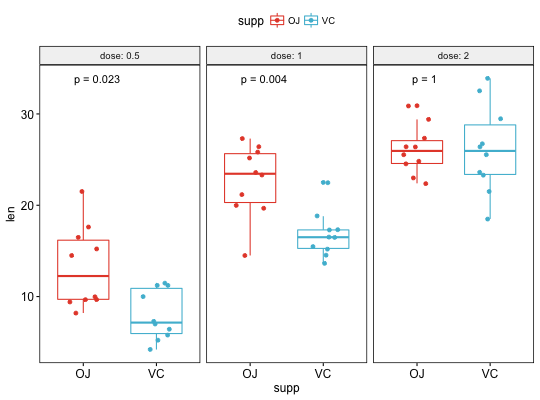 supp OJ VC
dose: 0.5 dose: 1 dose: 2
p = 0.023 p = 0.004 p = 1
30
20
10
len
OJ VC OJ VC OJ VC
supp